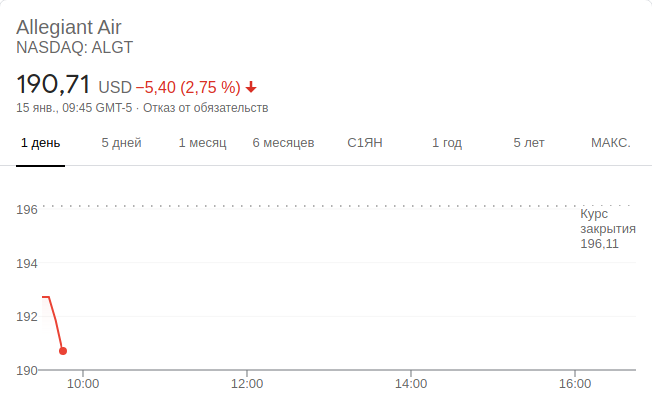 Allegiant Air
NASDAQ: ALGT
190,71 USD −5,40 (2,75 %)
15 янв., 09:45 GMT-5 · Отказ от обязательств
1 день 5 дней 1 месяц 6 месяцев С1ЯН 1 год 5 лет МАКС.
196
Курс
закрытия
196,11
194
192
190
10:00 12:00 14:00 16:00